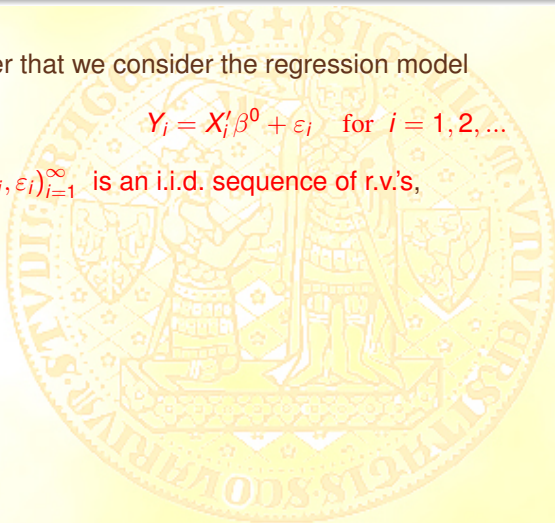 er that we consider the regression model
Y_i = X_i′β⁰ + ε_i for i = 1, 2, ...
, ε_i)_{i=1}^∞ is an i.i.d. sequence of r.v.'s,